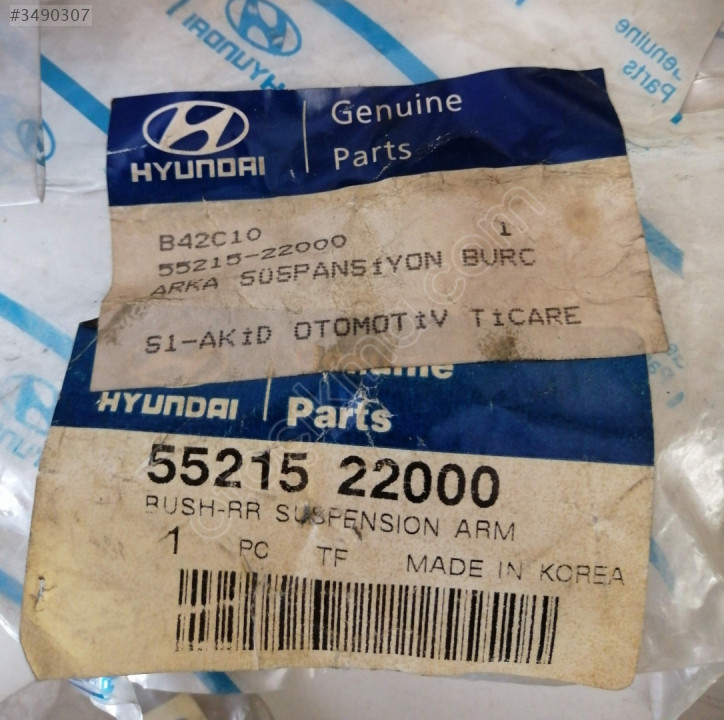 #3490307
HYUNDAI
Genuine
Parts
HYUNDAI
Genuine
Parts
B42C10 1
55215-22000
ARKA SÜSPANSİYON BURC
S1-AKİD OTOMOTİV TİCARE
HYUNDAI
Parts
55215 22000
BUSH-RR SUSPENSION ARM
1 PC TF MADE IN KOREA